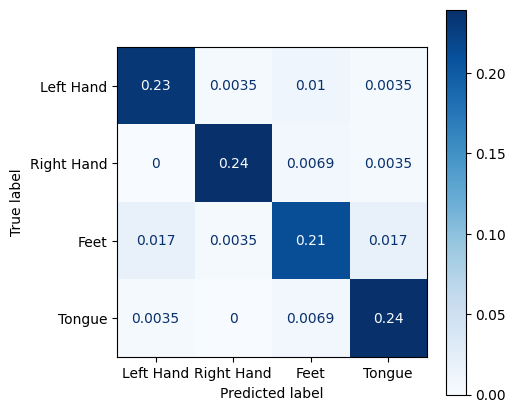 Left Hand 0.23 0.0035 0.01 0.0035
Right Hand 0 0.24 0.0069 0.0035
Feet 0.017 0.0035 0.21 0.017
Tongue 0.0035 0 0.0069 0.24
Left Hand Right Hand Feet Tongue
Predicted label
True label
0.20
0.15
0.10
0.05
0.00